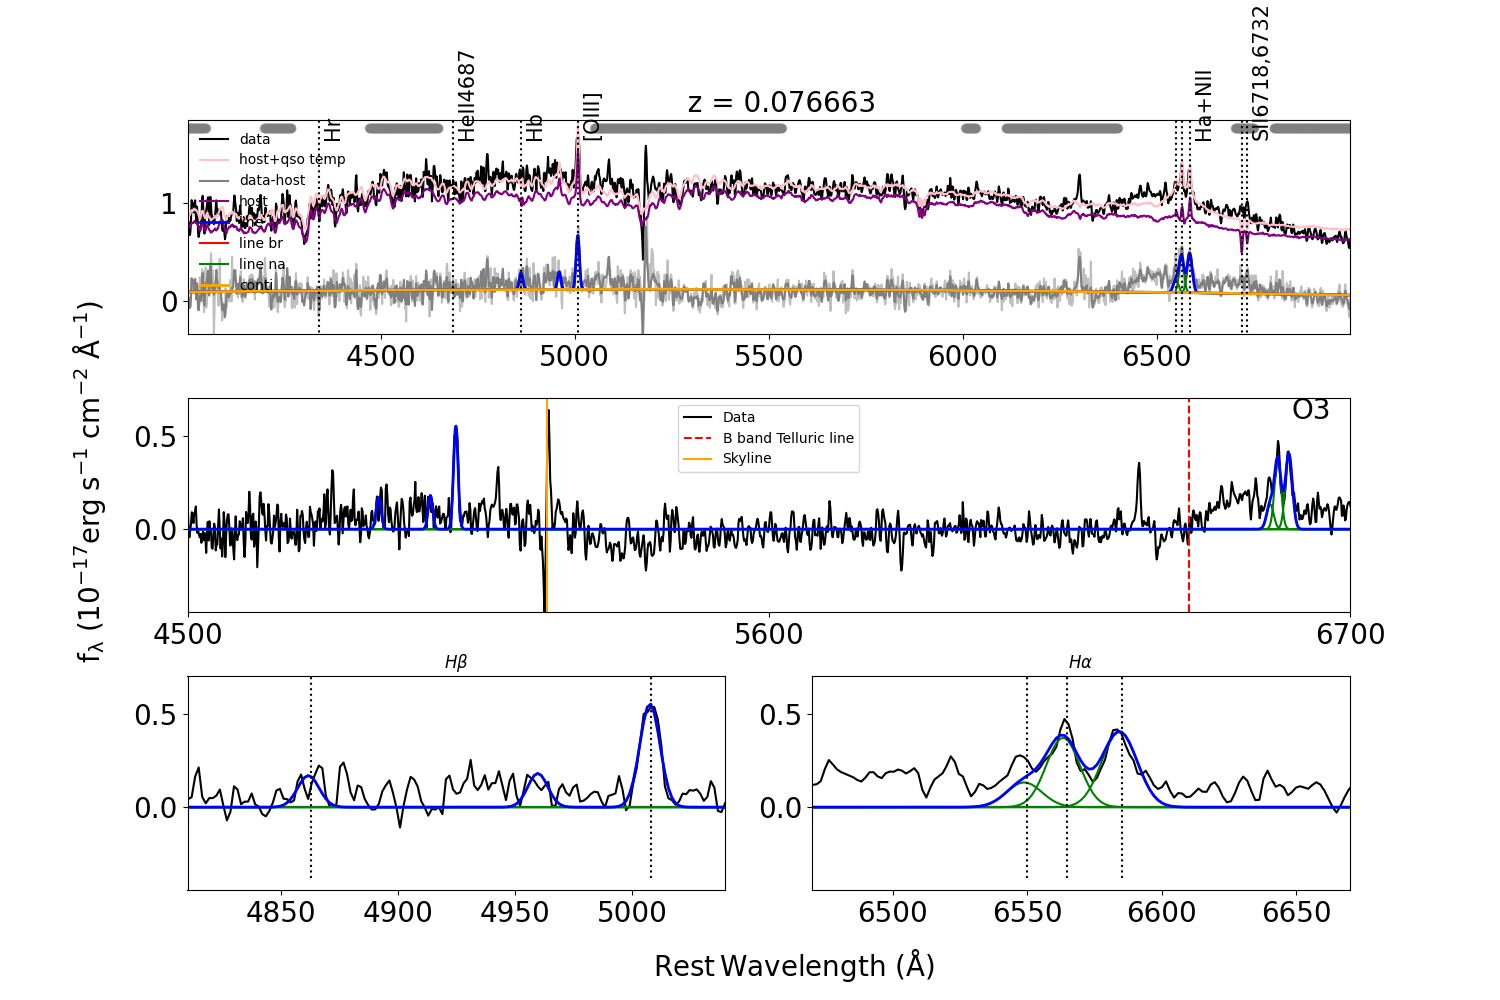 z = 0.076663
Hr
HeII4687
Hb
[OIII]
Ha+NII
SII6718,6732
data
host+qso temp
data-host
host
line br
line na
conti
1
0
4500 5000 5500 6000 6500
fλ (10−17erg s−1 cm−2 Å−1)
O3
Data
B band Telluric line
Skyline
0.5
0.0
4500 5600 6700
Hβ
0.5
0.0
4850 4900 4950 5000
Hα
0.5
0.0
6500 6550 6600 6650
Rest Wavelength (Å)